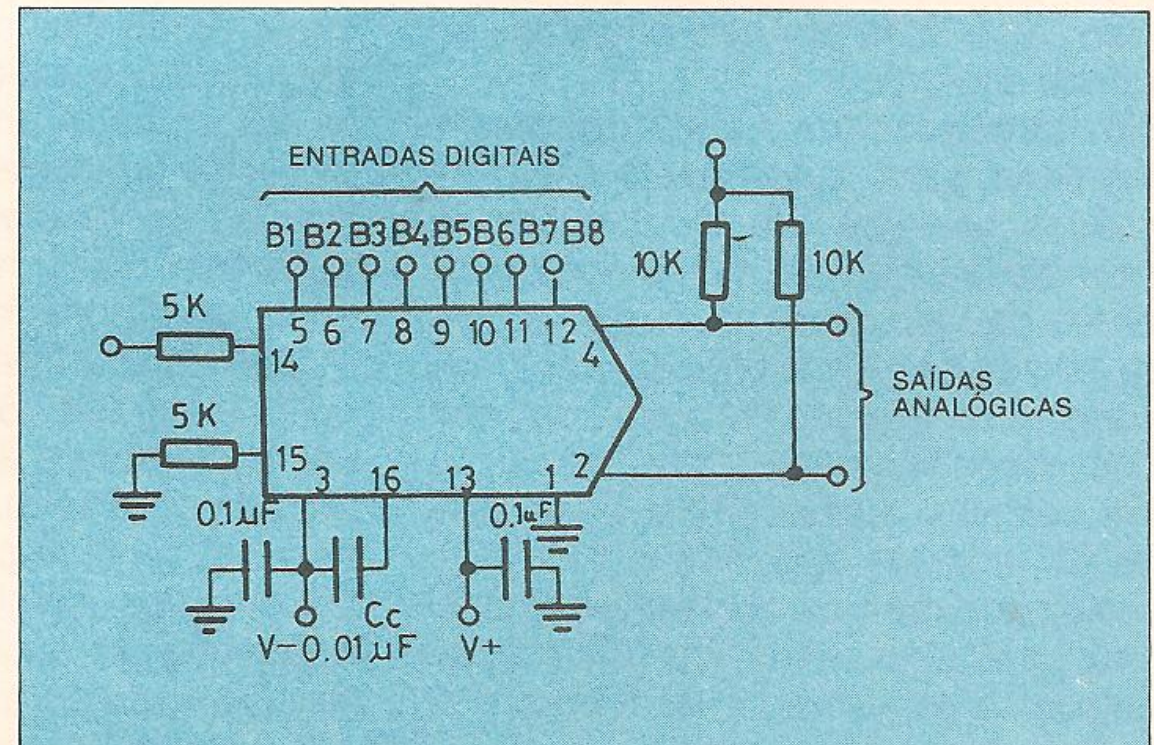 ENTRADAS DIGITAIS
B1 B2 B3 B4 B5 B6 B7 B8
10K
10K
5K
5 6 7 8 9 10 11 12
14
4
SAÍDAS
ANALÓGICAS
5K
15
3
16
13
1
2
0.1µF
0.1µF
Cc
V-
0.01µF
V+